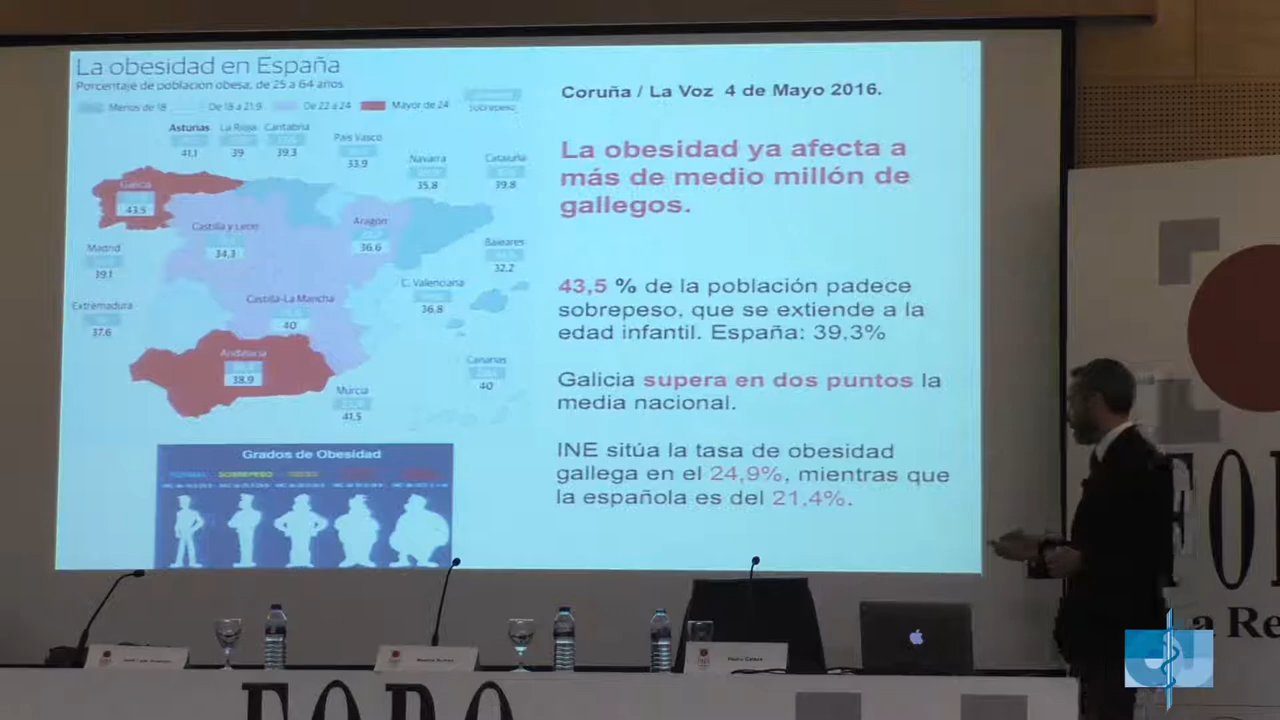 La obesidad en España
Porcentaje de población obesa, de 25 a 64 años
Menos de 18 De 18 a 21,9 De 22 a 24 Mayor de 24 sobrepeso
Asturias La Rioja Cantabria
41,1 39 39.3
País Vasco
33.9
Navarra
35.8
Cataluña
39,8
Galicia
43.5
Castilla y León
34,3
Aragón
36.6
Madrid
39.1
Baleares
32.2
C. Valenciana
36.8
Extremadura
37.6
Castilla-La Mancha
40
Andalucía
38.9
Canarias
40
Murcia
41,5
Grados de Obesidad
NORMAL SOBREPESO
Coruña / La Voz 4 de Mayo 2016.
La obesidad ya afecta a
más de medio millón de
gallegos.
43,5 % de la población padece
sobrepeso, que se extiende a la
edad infantil. España: 39,3%
Galicia supera en dos puntos la
media nacional.
INE sitúa la tasa de obesidad
gallega en el 24,9%, mientras que
la española es del 21,4%.
FO
a Re
FORO